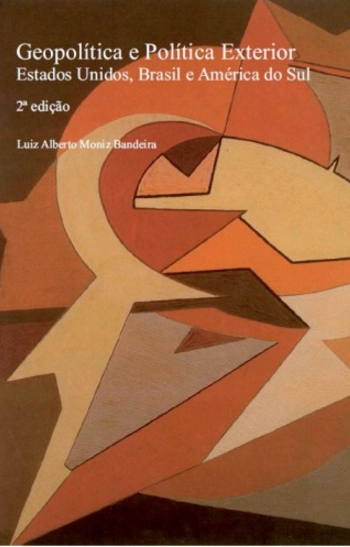 Geopolítica e Política Exterior
Estados Unidos, Brasil e América do Sul
2ª edição
Luiz Alberto Moniz Bandeira